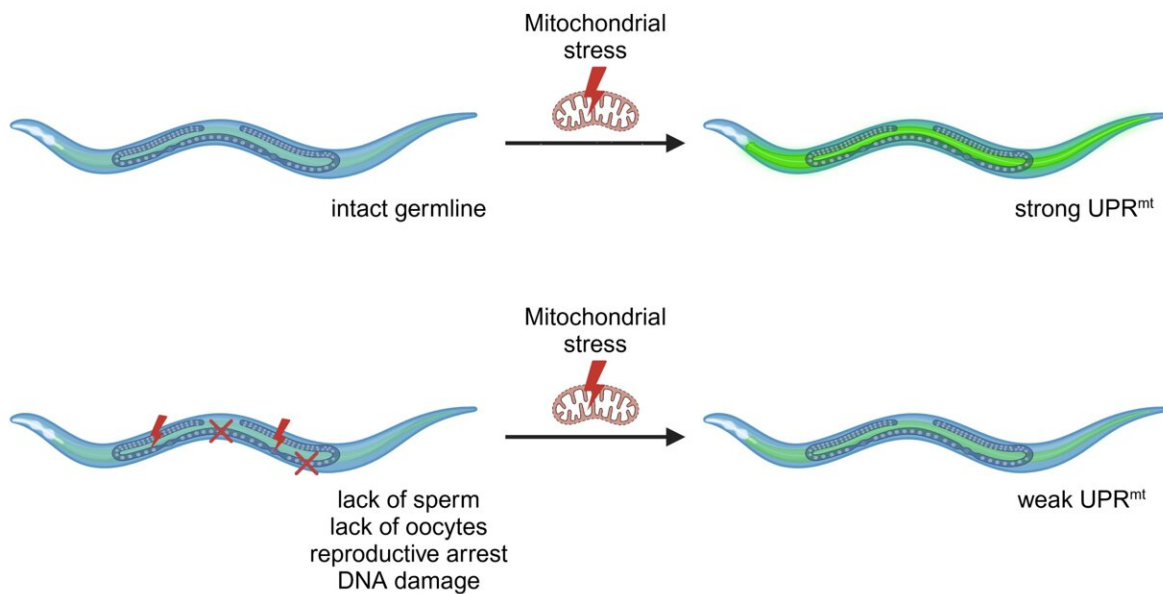 Mitochondrial
stress
intact germline
strong UPRᵐᵗ
Mitochondrial
stress
lack of sperm
lack of oocytes
reproductive arrest
DNA damage
weak UPRᵐᵗ